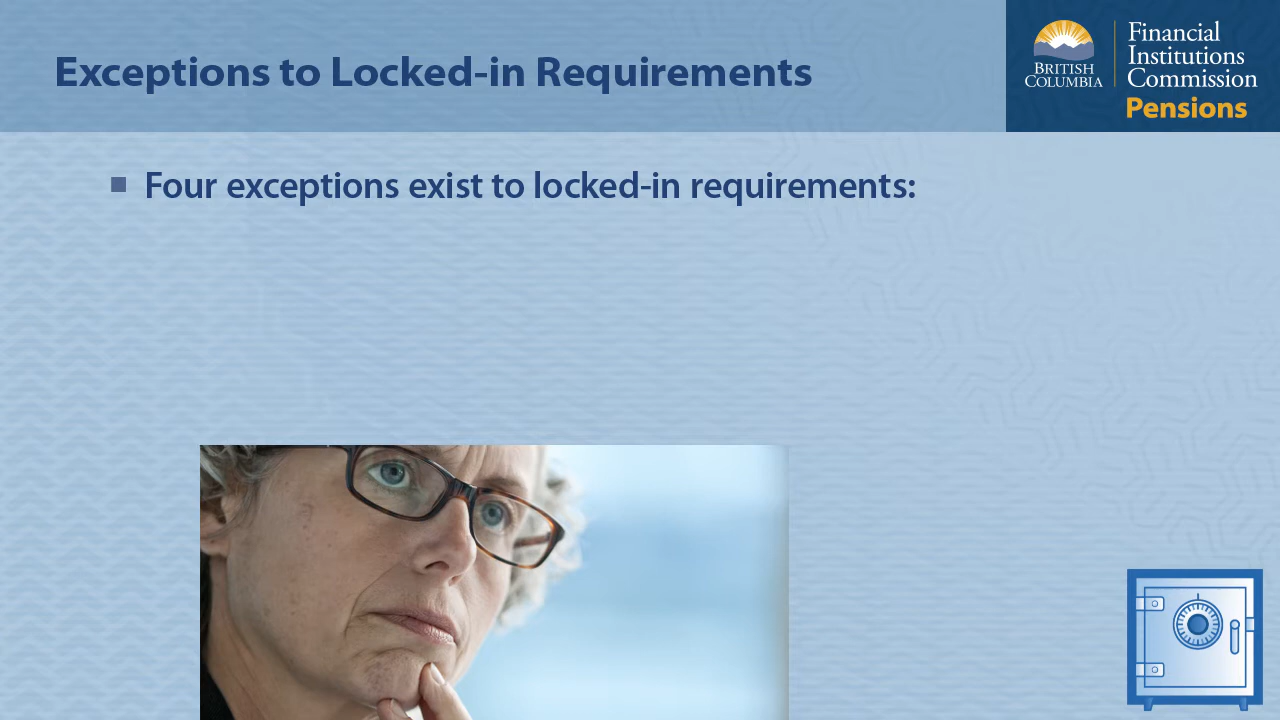 Exceptions to Locked-in Requirements
BRITISH
COLUMBIA
Financial
Institutions
Commission
Pensions
Four exceptions exist to locked-in requirements: